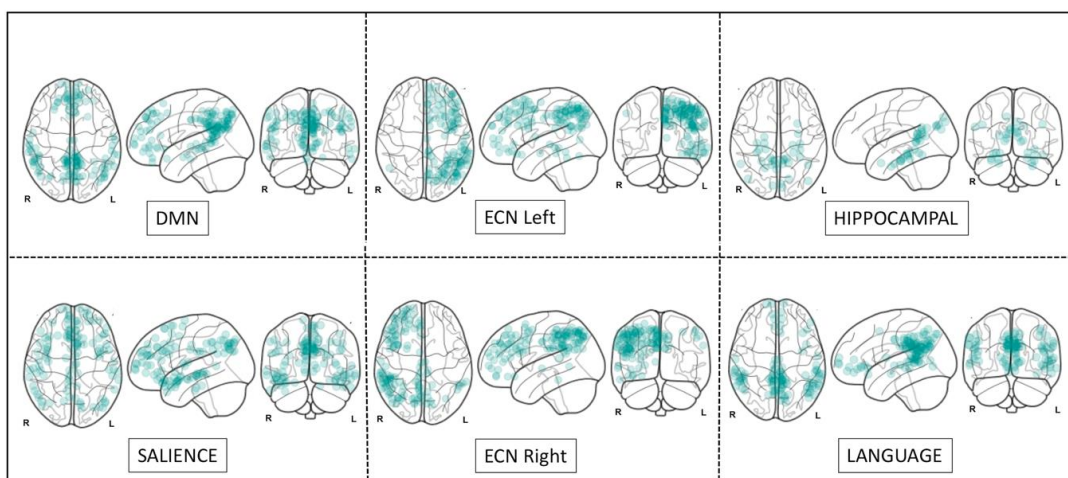 R L R L
DMN
R L R L
ECN Left
R L R L
HIPPOCAMPAL
R L R L
SALIENCE
R L R L
ECN Right
R L R L
LANGUAGE